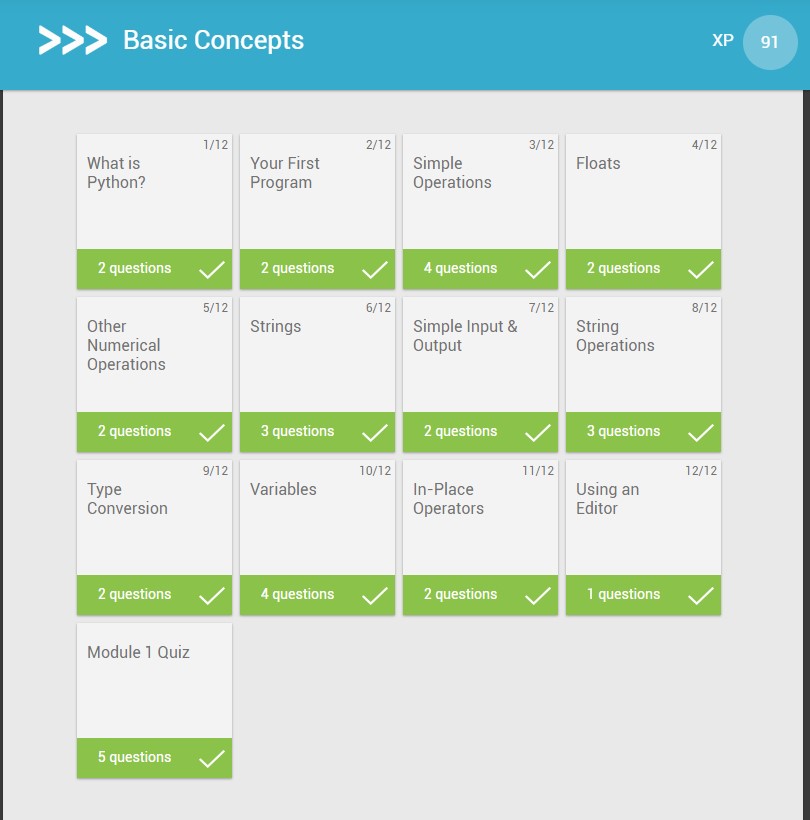 >>> Basic Concepts
XP 91
1/12
What is
Python?
2 questions
2/12
Your First
Program
2 questions
3/12
Simple
Operations
4 questions
4/12
Floats
2 questions
5/12
Other
Numerical
Operations
2 questions
6/12
Strings
3 questions
7/12
Simple Input &
Output
2 questions
8/12
String
Operations
3 questions
9/12
Type
Conversion
2 questions
10/12
Variables
4 questions
11/12
In-Place
Operators
2 questions
12/12
Using an
Editor
1 questions
Module 1 Quiz
5 questions